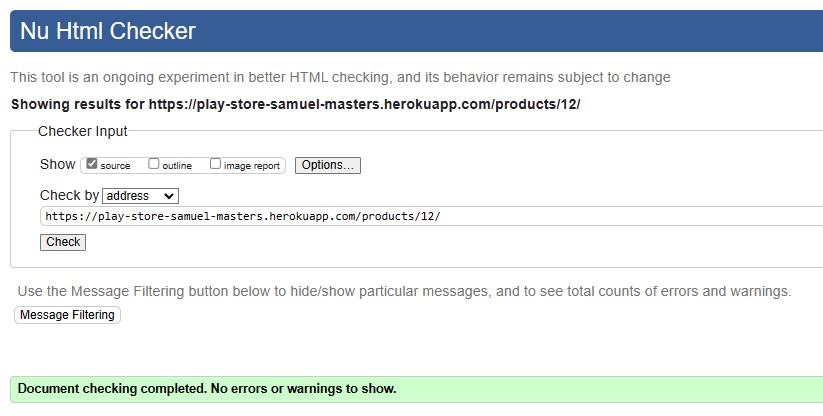 Nu Html Checker
This tool is an ongoing experiment in better HTML checking, and its behavior remains subject to change
Showing results for https://play-store-samuel-masters.herokuapp.com/products/12/
Checker Input
Show source outline image report Options...
Check by address
https://play-store-samuel-masters.herokuapp.com/products/12/
Check
Use the Message Filtering button below to hide/show particular messages, and to see total counts of errors and warnings.
Message Filtering
Document checking completed. No errors or warnings to show.